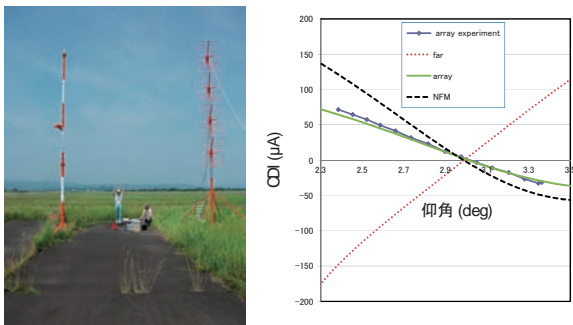 200
150
100
50
0
−50
−100
−150
−200
CDI (μA)
array experiment
far
array
NFM
2.3 2.5 2.7 2.9 3.1 3.3 3.5
仰角 (deg)